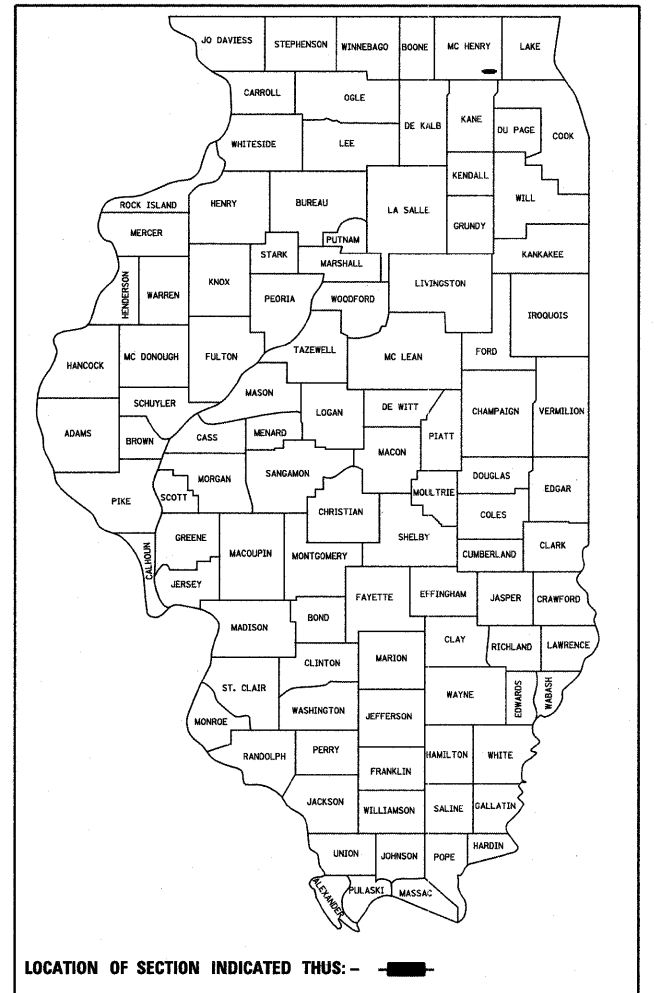 JO DAVIESS STEPHENSON WINNEBAGO BOONE MC HENRY LAKE
CARROLL OGLE DE KALB KANE DU PAGE COOK
WHITESIDE LEE
KENDALL WILL
ROCK ISLAND HENRY BUREAU LA SALLE GRUNDY
MERCER PUTNAM
STARK MARSHALL KANKAKEE
HENDERSON WARREN KNOX PEORIA WOODFORD LIVINGSTON IROQUOIS
HANCOCK MC DONOUGH FULTON TAZEWELL MC LEAN FORD
MASON
SCHUYLER LOGAN DE WITT CHAMPAIGN VERMILION
ADAMS BROWN CASS MENARD MACON PIATT
PIKE SCOTT MORGAN SANGAMON CHRISTIAN MOULTRIE DOUGLAS EDGAR
COLES
CALHOUN GREENE MACOUPIN MONTGOMERY SHELBY CUMBERLAND CLARK
JERSEY
FAYETTE EFFINGHAM JASPER CRAWFORD
MADISON BOND
CLAY RICHLAND LAWRENCE
CLINTON MARION
ST. CLAIR WAYNE EDWARDS WABASH
MONROE WASHINGTON JEFFERSON
RANDOLPH PERRY HAMILTON WHITE
FRANKLIN
JACKSON WILLIAMSON SALINE GALLATIN
UNION JOHNSON POPE HARDIN
ALEXANDER PULASKI MASSAC
LOCATION OF SECTION INDICATED THUS: -